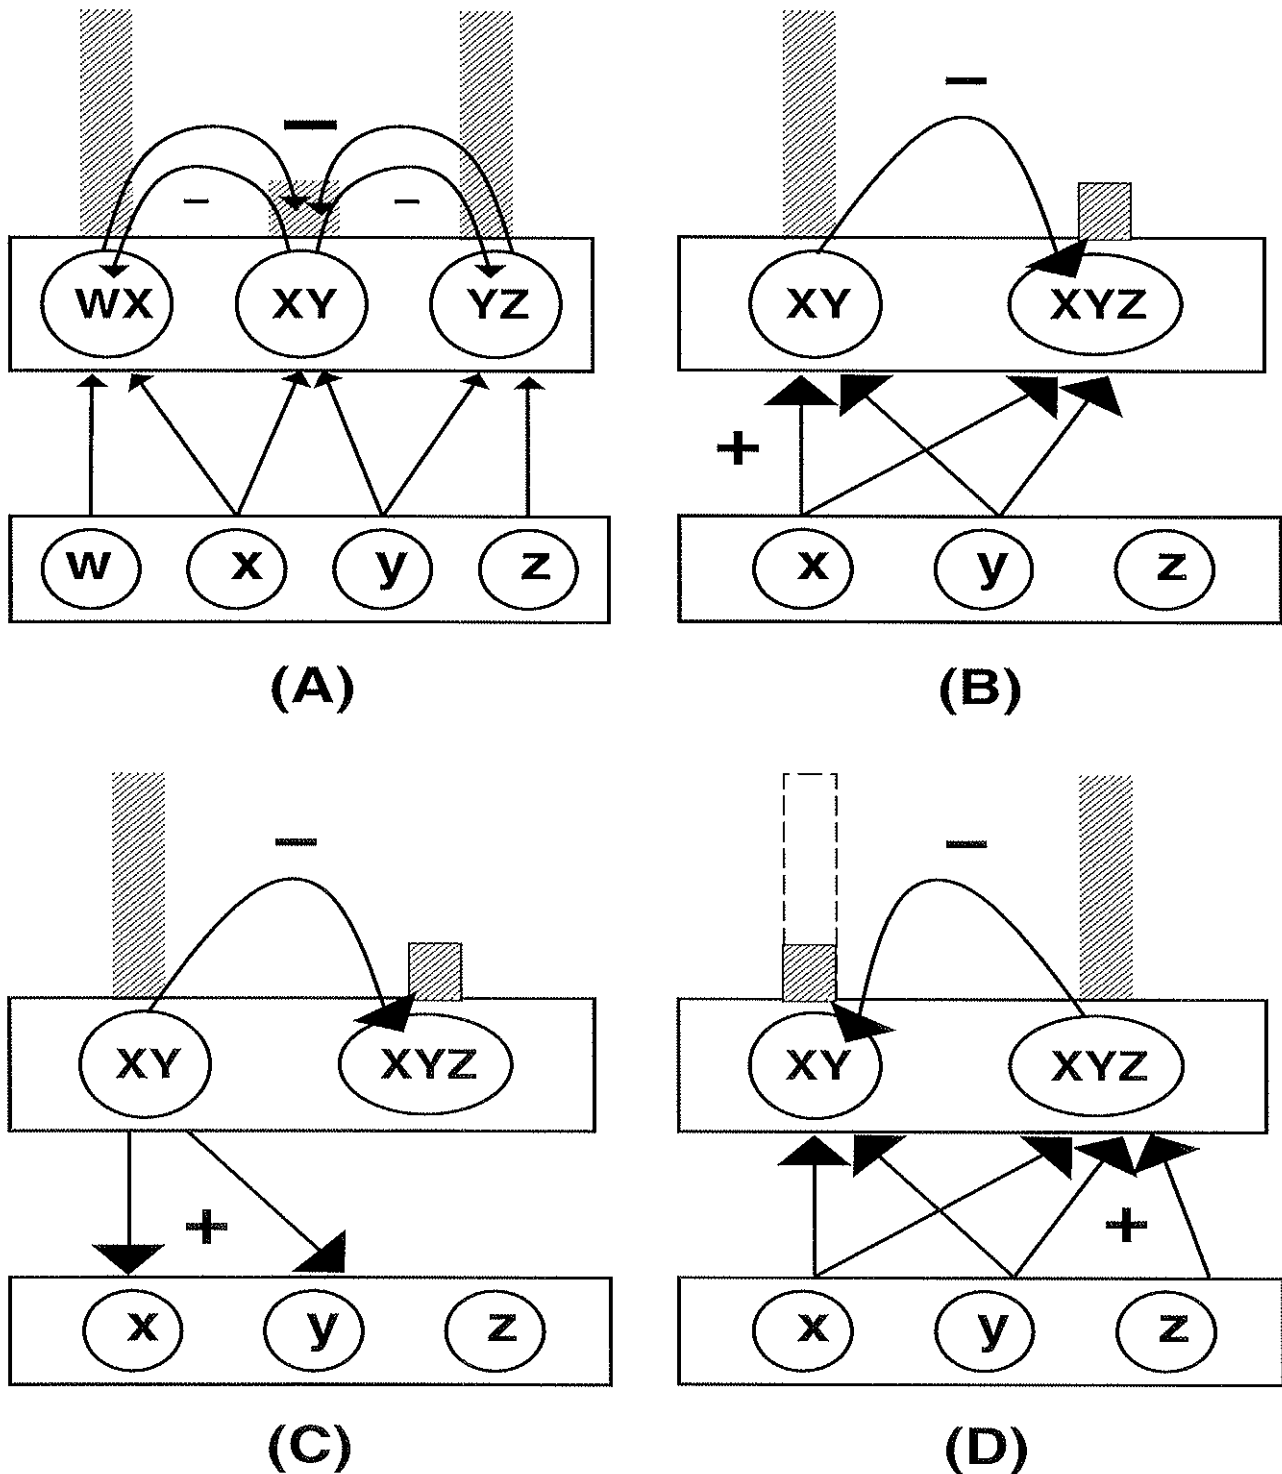 − − −
WX XY YZ
w x y z
(A)
−
XY XYZ
+
x y z
(B)
−
XY XYZ
+
x y z
(C)
−
XY XYZ
+
x y z
(D)